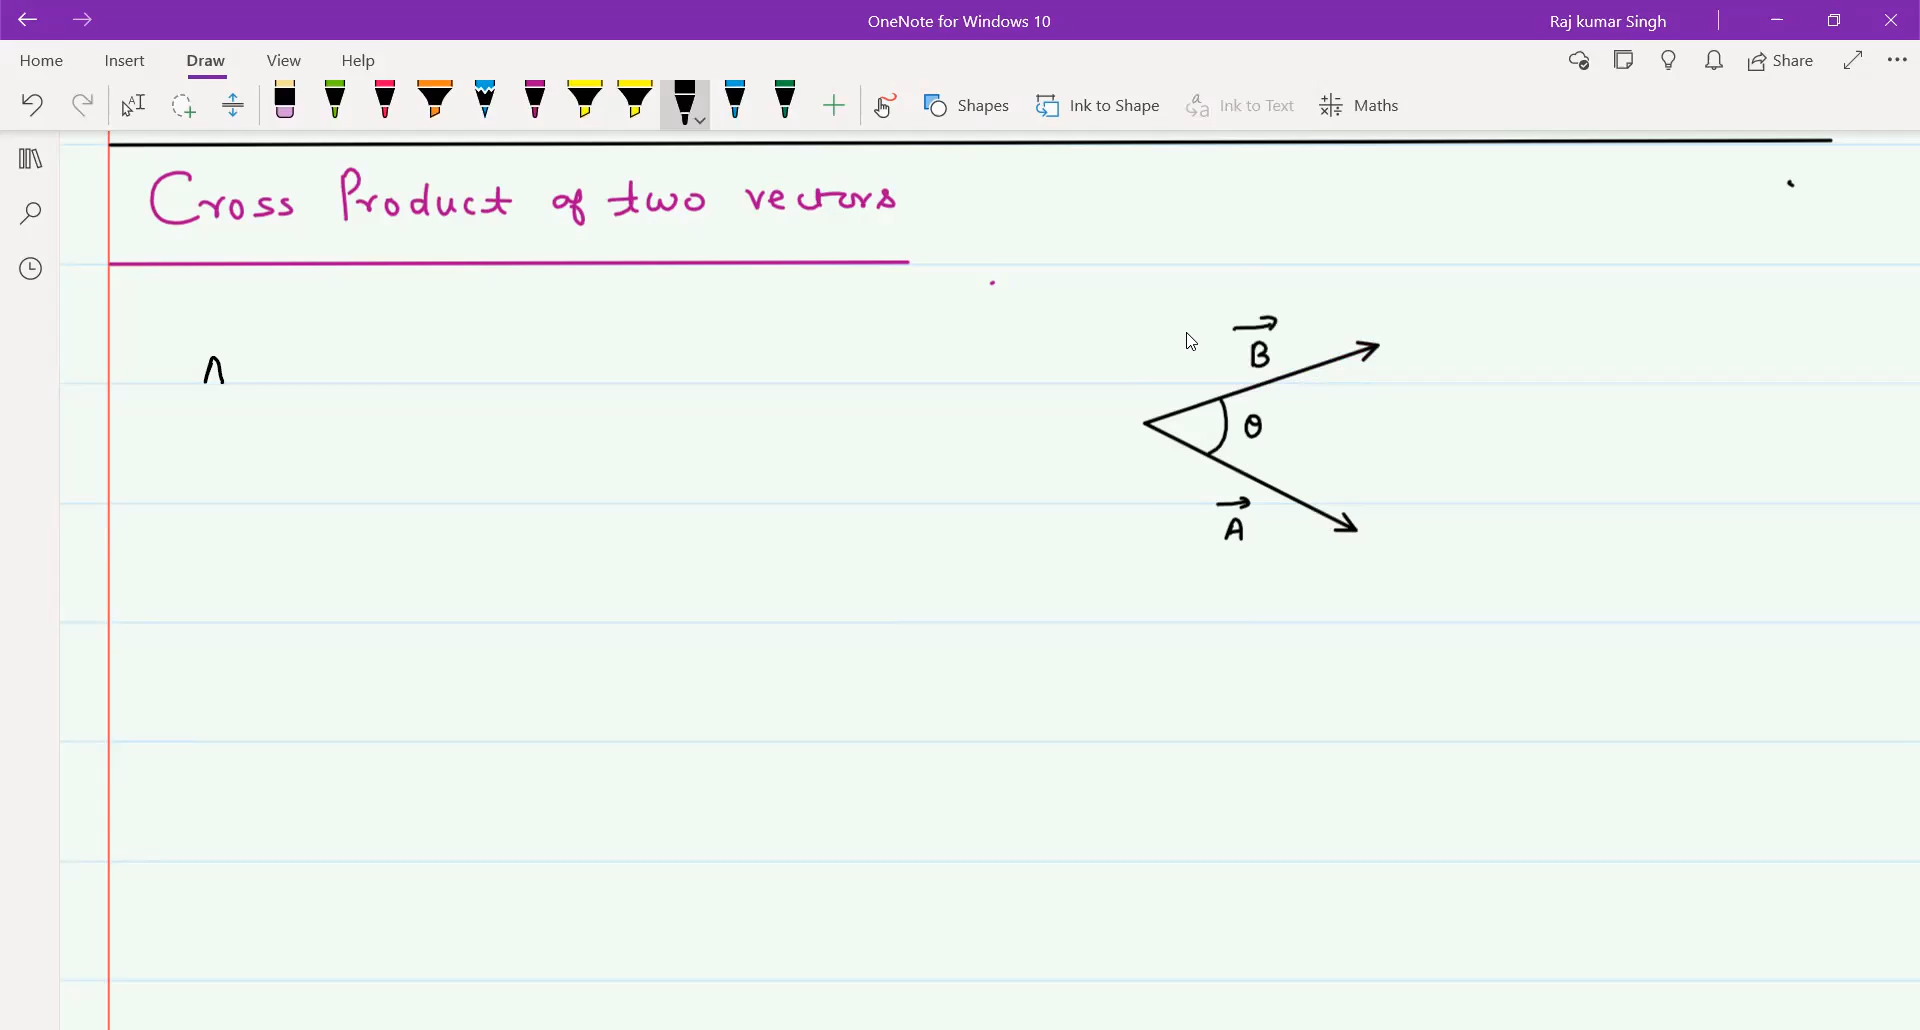 OneNote for Windows 10
Raj kumar Singh
Home Insert Draw View Help
Share
Shapes Ink to Shape Ink to Text Maths
Cross Product of two vectors
B
θ
A